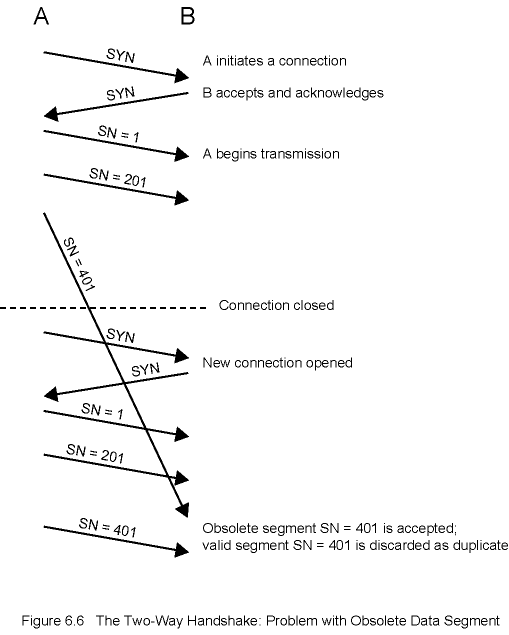 A
B
SYN
A initiates a connection
SYN
B accepts and acknowledges
SN = 1
A begins transmission
SN = 201
SN = 401
Connection closed
SYN
New connection opened
SYN
SN = 1
SN = 201
SN = 401
Obsolete segment SN = 401 is accepted;
valid segment SN = 401 is discarded as duplicate
Figure 6.6 The Two-Way Handshake: Problem with Obsolete Data Segment